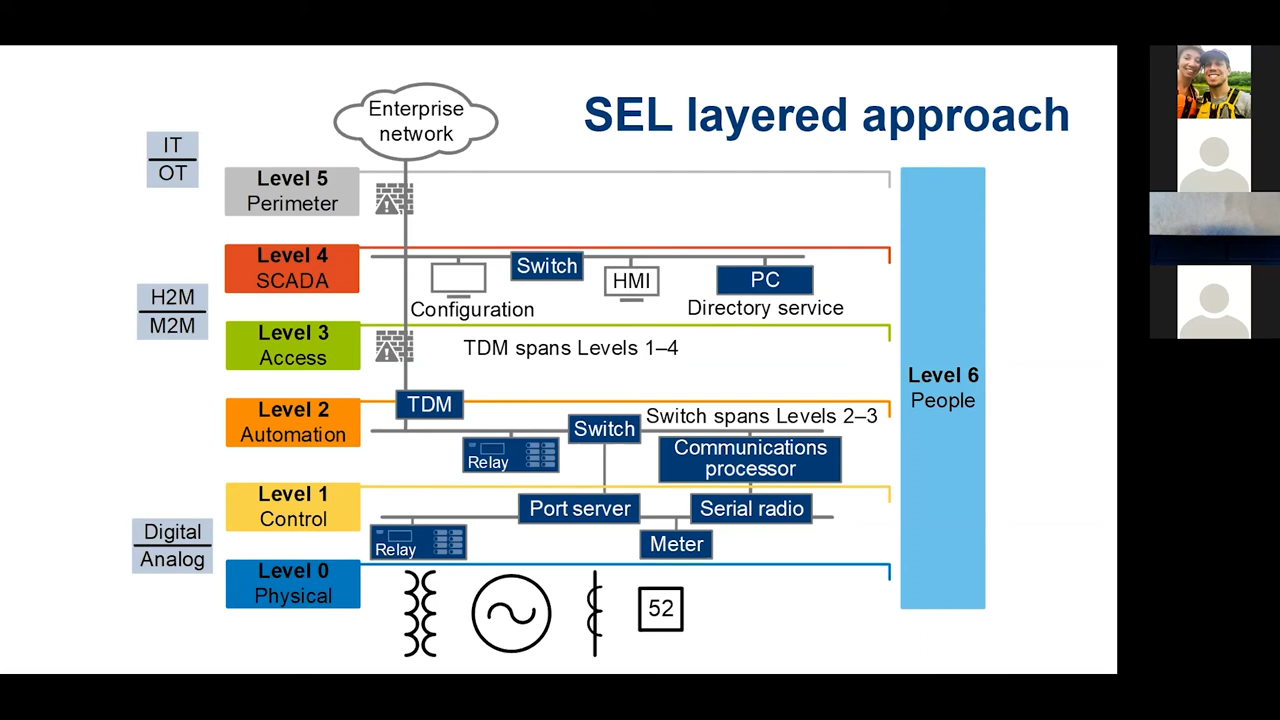 SEL layered approach
Enterprise
network
IT
OT
Level 5
Perimeter
Level 4
SCADA
Switch
HMI
PC
Configuration
Directory service
H2M
M2M
Level 3
Access
TDM spans Levels 1–4
Level 6
People
TDM
Level 2
Automation
Switch spans Levels 2–3
Switch
Relay
Communications
processor
Level 1
Control
Port server
Serial radio
Digital
Analog
Relay
Meter
Level 0
Physical
52